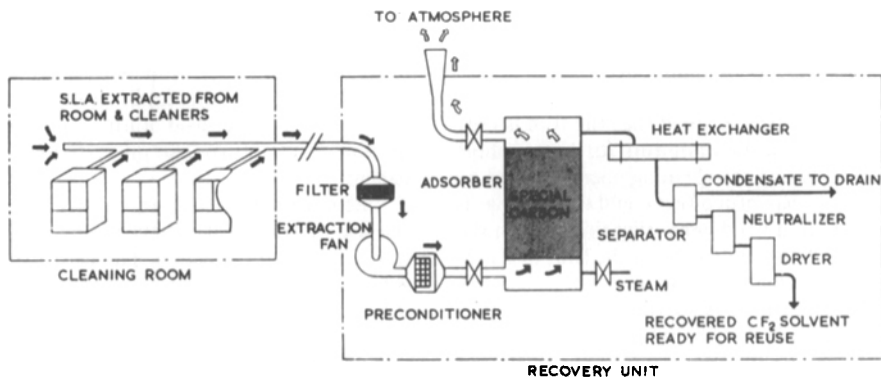 TO ATMOSPHERE
S.L.A. EXTRACTED FROM
ROOM & CLEANERS
CLEANING ROOM
FILTER
EXTRACTION
FAN
PRECONDITIONER
ADSORBER
SPECIAL
CARBON
STEAM
HEAT EXCHANGER
CONDENSATE TO DRAIN
SEPARATOR
NEUTRALIZER
DRYER
RECOVERED CF₂ SOLVENT
READY FOR REUSE
RECOVERY UNIT